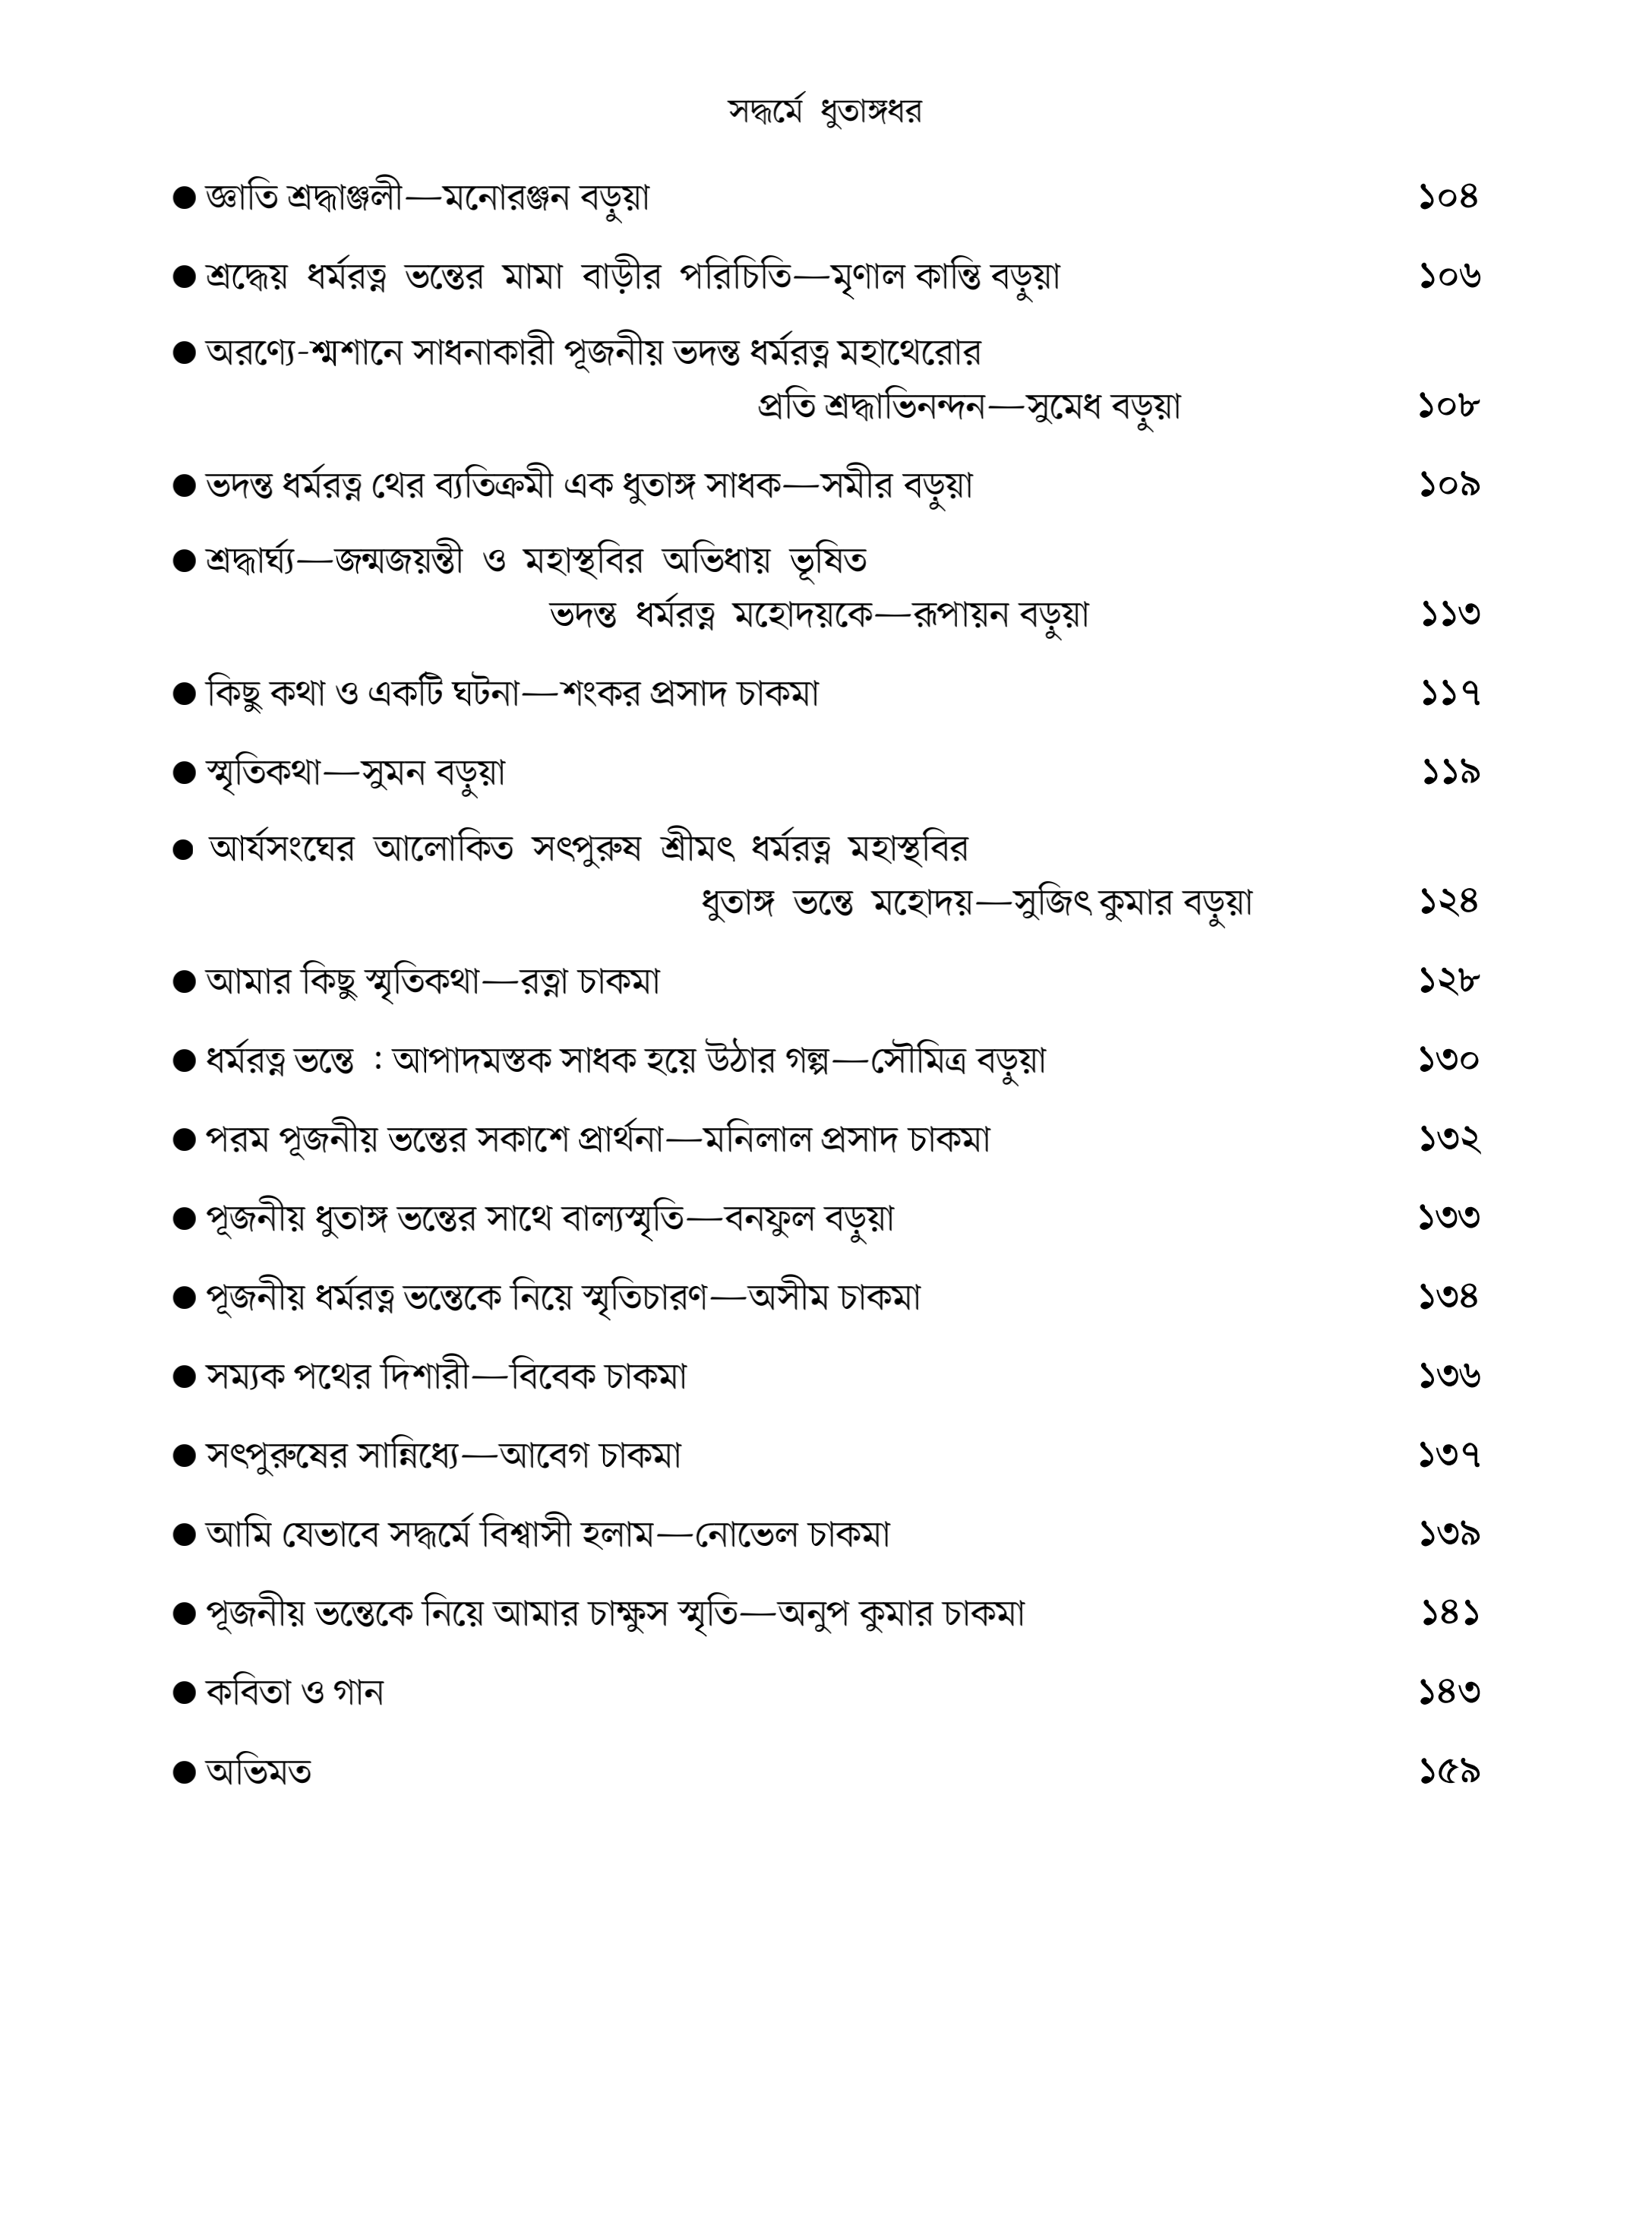 সদ্ধর্মে ধুতাঙ্গধর
● জ্ঞাতি শ্রদ্ধাঞ্জলী—মনোরঞ্জন বড়ুয়া ১০৪
● শ্রদ্ধেয় ধর্মরত্ন ভন্তের মামা বাড়ীর পরিচিতি—মৃণাল কান্তি বড়ুয়া ১০৬
● অরণ্যে-শ্মশানে সাধনাকারী পূজনীয় ভদন্ত ধর্মরত্ন মহাথেরোর
প্রতি শ্রদ্ধাভিনন্দন—সুমেধ বড়ুয়া ১০৮
● ভদন্ত ধর্মরত্ন থের ব্যতিক্রমী এক ধুতাঙ্গ সাধক—সমীর বড়ুয়া ১০৯
● শ্রদ্ধার্ঘ্য—জন্মজয়ন্তী ও মহাস্থবির অভিধায় ভূষিত
ভদন্ত ধর্মরত্ন মহোদয়কে—রূপায়ন বড়ুয়া ১১৩
● কিছু কথা ও একটি ঘটনা—শংকর প্রসাদ চাকমা ১১৭
● স্মৃতিকথা—সুমন বড়ুয়া ১১৯
● আর্যসংঘের আলোকিত সৎপুরুষ শ্রীমৎ ধর্মরত্ন মহাস্থবির
ধুতাঙ্গ ভন্তে মহোদয়—সুজিৎ কুমার বড়ুয়া ১২৪
● আমার কিছু স্মৃতিকথা—রত্না চাকমা ১২৮
● ধর্মরত্ন ভন্তে : আপাদমস্তক সাধক হয়ে উঠার গল্প—সৌমিত্র বড়ুয়া ১৩০
● পরম পূজনীয় ভন্তের সকাশে প্রার্থনা—মনিলাল প্রসাদ চাকমা ১৩২
● পূজনীয় ধুতাঙ্গ ভন্তের সাথে বাল্যস্মৃতি—বনফুল বড়ুয়া ১৩৩
● পূজনীয় ধর্মরত্ন ভন্তেকে নিয়ে স্মৃতিচারণ—অসীম চাকমা ১৩৪
● সম্যক পথের দিশারী—বিবেক চাকমা ১৩৬
● সৎপুরুষের সান্নিধ্যে—আবেগ চাকমা ১৩৭
● আমি যেভাবে সদ্ধর্মে বিশ্বাসী হলাম—নোভেল চাকমা ১৩৯
● পূজনীয় ভন্তেকে নিয়ে আমার চাক্ষুস স্মৃতি—অনুপ কুমার চাকমা ১৪১
● কবিতা ও গান ১৪৩
● অভিমত ১৫৯